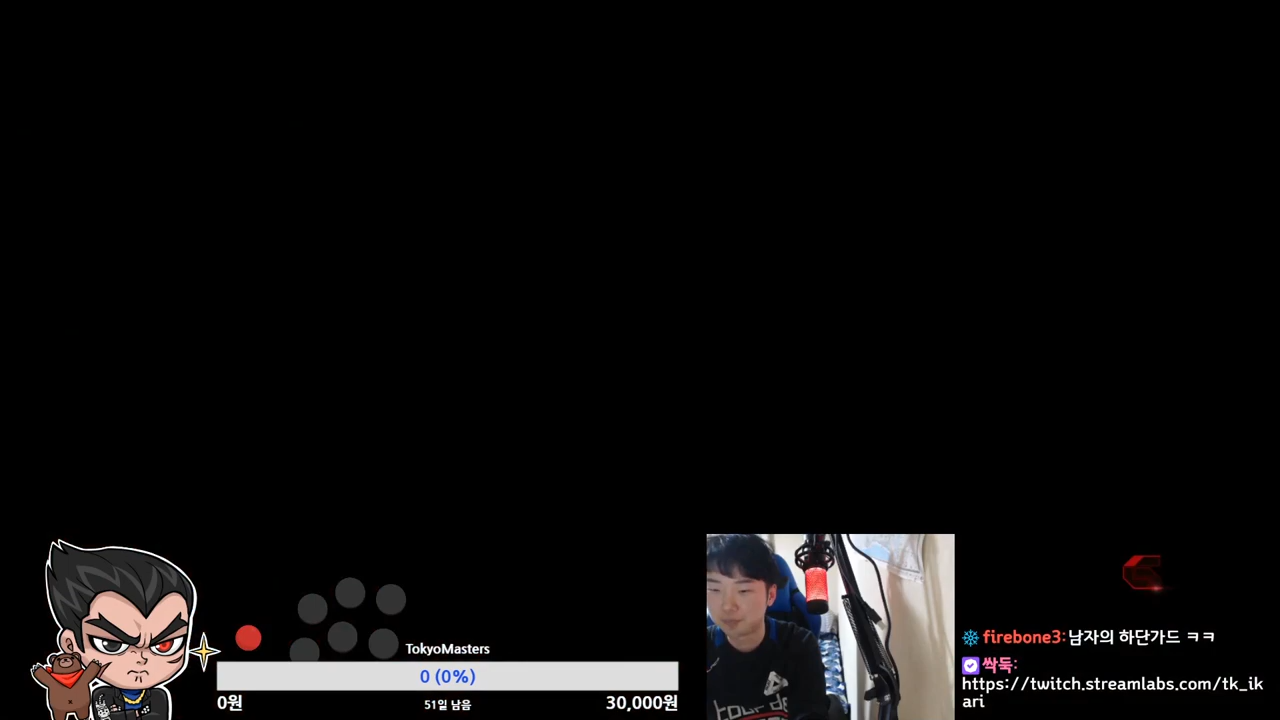 TokyoMasters
0 (0%)
0원 51일 남음 30,000원
firebone3: 남자의 하단가드 ㅋㅋ
싹둑:
https://twitch.streamlabs.com/tk_ik
ari